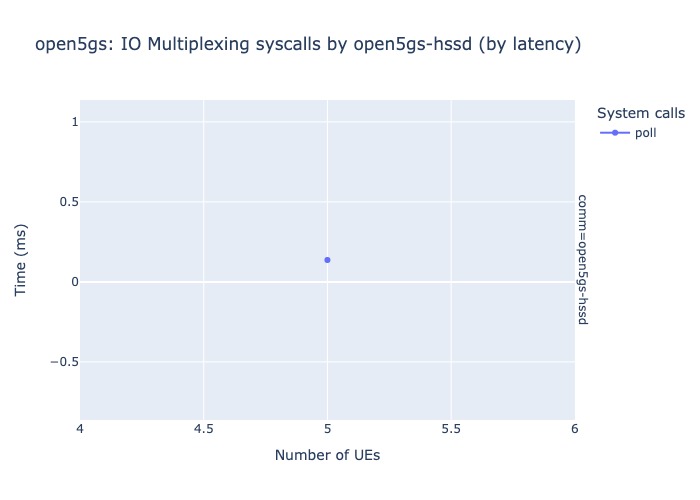 open5gs: IO Multiplexing syscalls by open5gs-hssd (by latency)
System calls
poll
1
0.5
0
−0.5
Time (ms)
comm=open5gs-hssd
4
4.5
5
5.5
6
Number of UEs